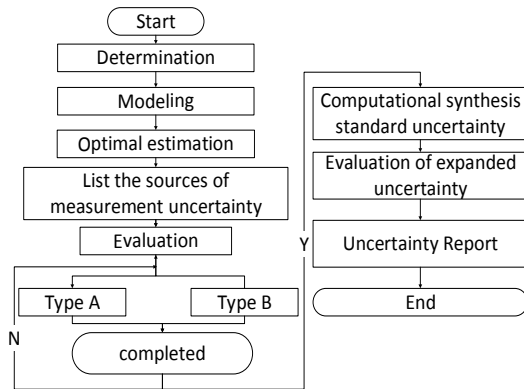 Start
Determination
Modeling
Optimal estimation
List the sources of
measurement uncertainty
Evaluation
Type A
Type B
N
completed
Y
Computational synthesis
standard uncertainty
Evaluation of expanded
uncertainty
Uncertainty Report
End